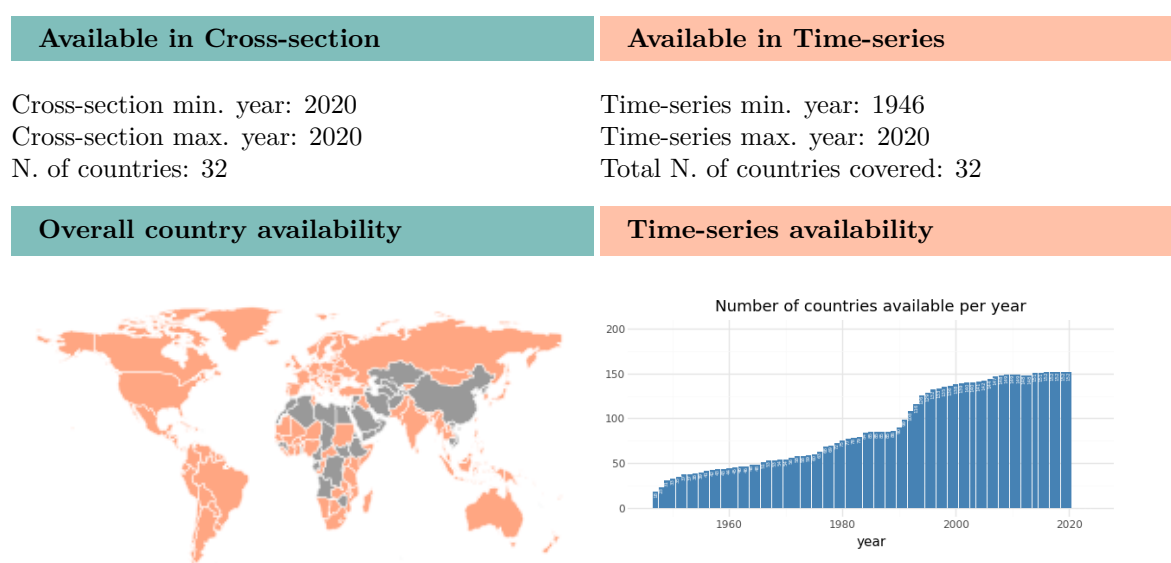 Available in Cross-section
Cross-section min. year: 2020
Cross-section max. year: 2020
N. of countries: 32
Available in Time-series
Time-series min. year: 1946
Time-series max. year: 2020
Total N. of countries covered: 32
Overall country availability
Time-series availability
Number of countries available per year
200
150
100
50
0
1960 1980 2000 2020
year